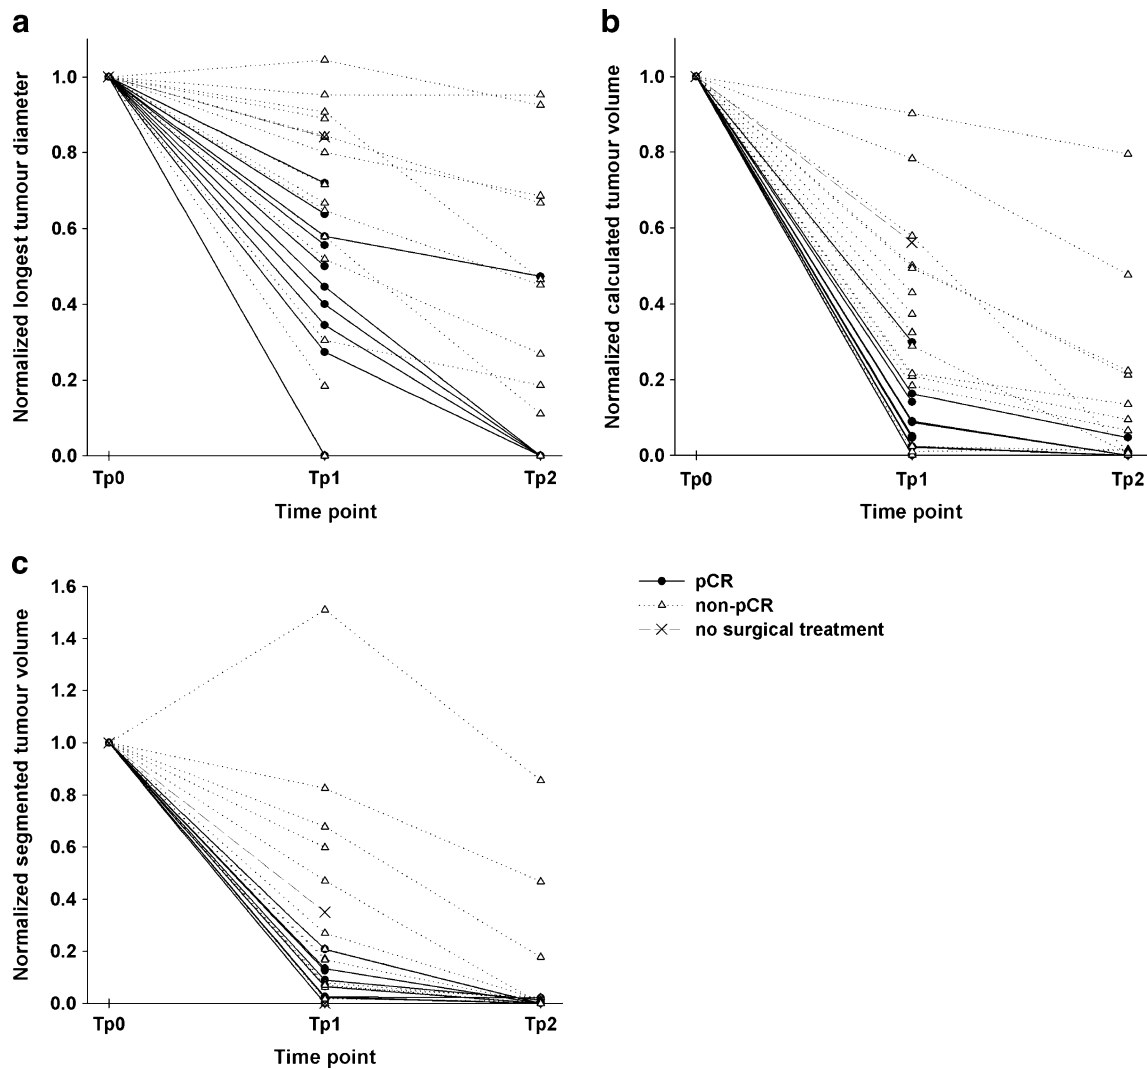 a
Normalized longest tumour diameter
1.0
0.8
0.6
0.4
0.2
0.0
Tp0 Tp1 Tp2
Time point
b
Normalized calculated tumour volume
1.0
0.8
0.6
0.4
0.2
0.0
Tp0 Tp1 Tp2
Time point
c
Normalized segmented tumour volume
1.6
1.4
1.2
1.0
0.8
0.6
0.4
0.2
0.0
Tp0 Tp1 Tp2
Time point
pCR
non-pCR
no surgical treatment